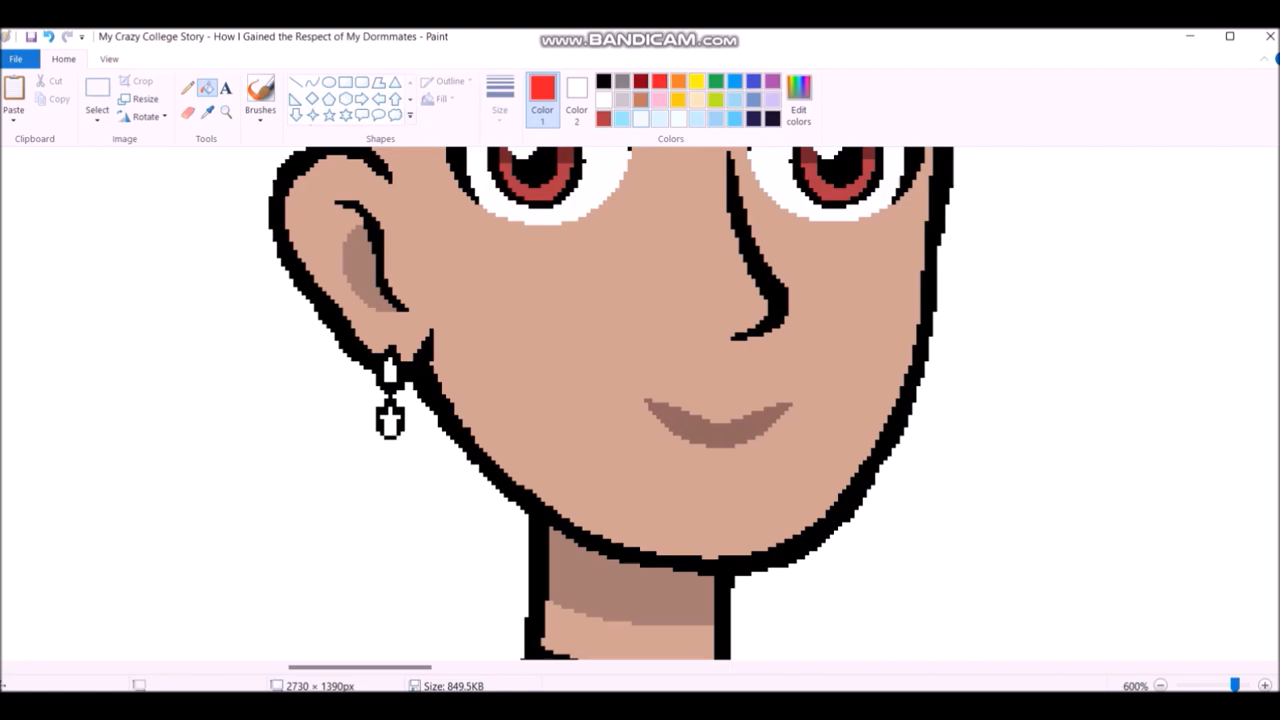 My Crazy College Story - How I Gained the Respect of My Dormmates - Paint
www.BANDICAM.com
File
Home
View
Paste
Cut
Copy
Clipboard
Select
Crop
Resize
Rotate
Image
A
Tools
Brushes
Outline
Fill
Shapes
Size
Color 1
Color 2
Edit colors
Colors
2730 × 1390px
Size: 849.5KB
600%